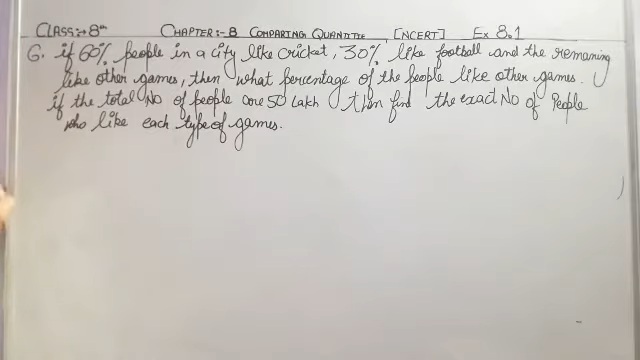 CLASS:- 8th CHAPTER:- 8 COMPARING QUANTITIE [NCERT] Ex 8.1
6. if 60% people in a city like cricket, 30% like football and the remaning
like other games, then what percentage of the people like other games.
if the total No of people are 50 Lakh then find the exact No of People
who like each type of games.